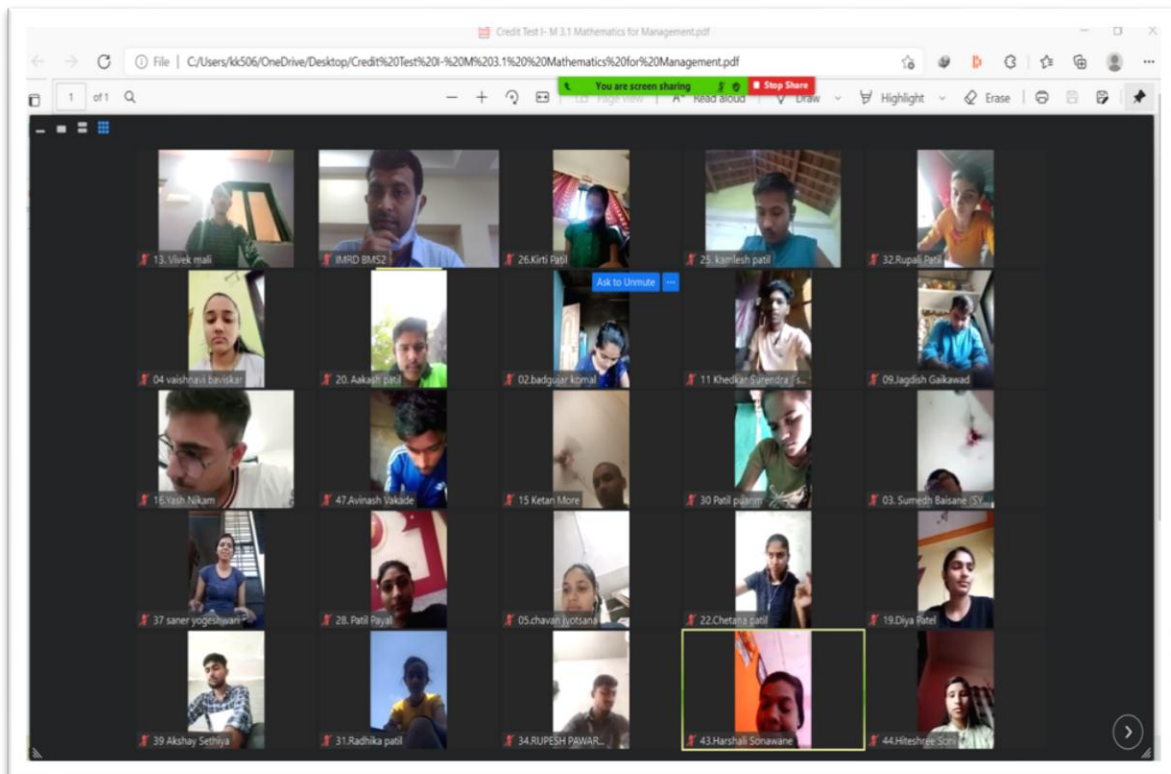 Credit Test I- M 3.1 Mathematics for Management.pdf
File | C:/Users/kk506/OneDrive/Desktop/Credit%20Test%20I-%20M%203.1%20%20Mathematics%20for%20Management.pdf
1 of 1 Page view Read aloud Draw Highlight Erase
You are screen sharing Stop Share
13. Vivek mali IMRD BMS2 26.Kirti Patil 25. kamlesh patil 32.Rupali Patil
Ask to Unmute ...
04 vaishnavi baviskar 20. Aakash patil 02.badgujar komal 11 Khedkar Surendra (s... 09.Jagdish Gaikawad
16.Yash Nikam 47.Avinash Vakade 15 Ketan More 30 Patil punam 03. Sumedh Baisane (SY...
37 saner yogeshwari 28. Patil Payal 05.chavan jyotsana 22.Chetana patil 19.Diya Patel
39 Akshay Sethiya 31.Radhika patil 34.RUPESH PAWAR... 43.Harshali Sonawane 44.Hiteshree Soni